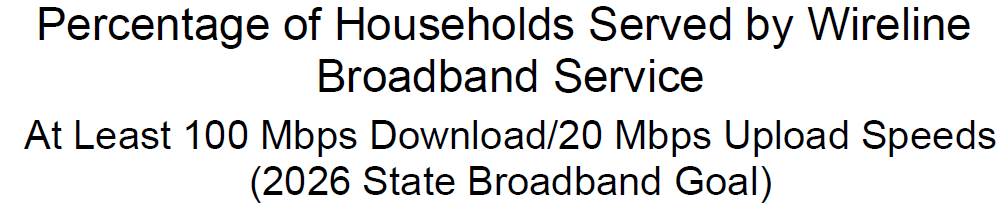 Percentage of Households Served by Wireline
Broadband Service
At Least 100 Mbps Download/20 Mbps Upload Speeds
(2026 State Broadband Goal)